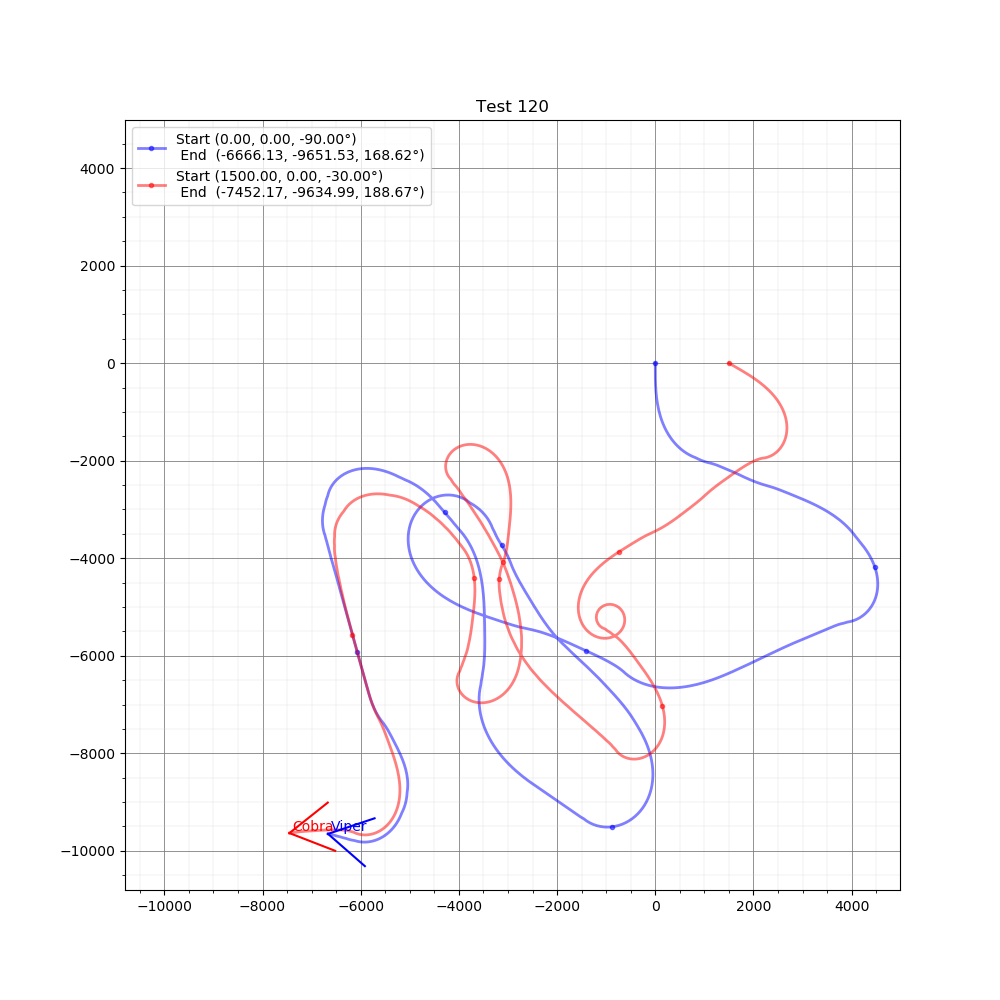 Test 120
Start (0.00, 0.00, -90.00°)
End (-6666.13, -9651.53, 168.62°)
Start (1500.00, 0.00, -30.00°)
End (-7452.17, -9634.99, 188.67°)
4000
2000
0
−2000
−4000
−6000
−8000
−10000
Cobra
Viper
−10000 −8000 −6000 −4000 −2000 0 2000 4000